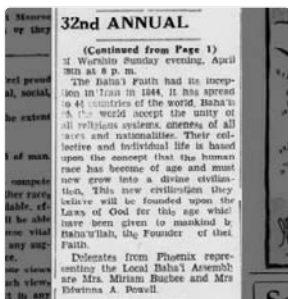 32nd ANNUAL
(Continued from Page 1)
of Worship Sunday evening, April
28th at 8 p. m.
The Baha'i Faith had its incep-
tion in Iran in 1844, it has spread
to 44 countries of the world, Baha'is
the world accept the unity of
all religious systems, oneness of all
races and nationalities. Their col-
lective and individual life is based
upon the concept that the human
race has become of age and must
now grow into a divine civiliza-
tion. This new civilization they
believe will be founded upon the
Laws of God for this age which
have been given to mankind by
Baha'u'llah, the Founder of their
Faith.
Delegates from Phoenix repre-
senting the Local Baha'i Assembly
are Mrs. Miriam Bugbee and Mrs
Edwinna A. Powell.